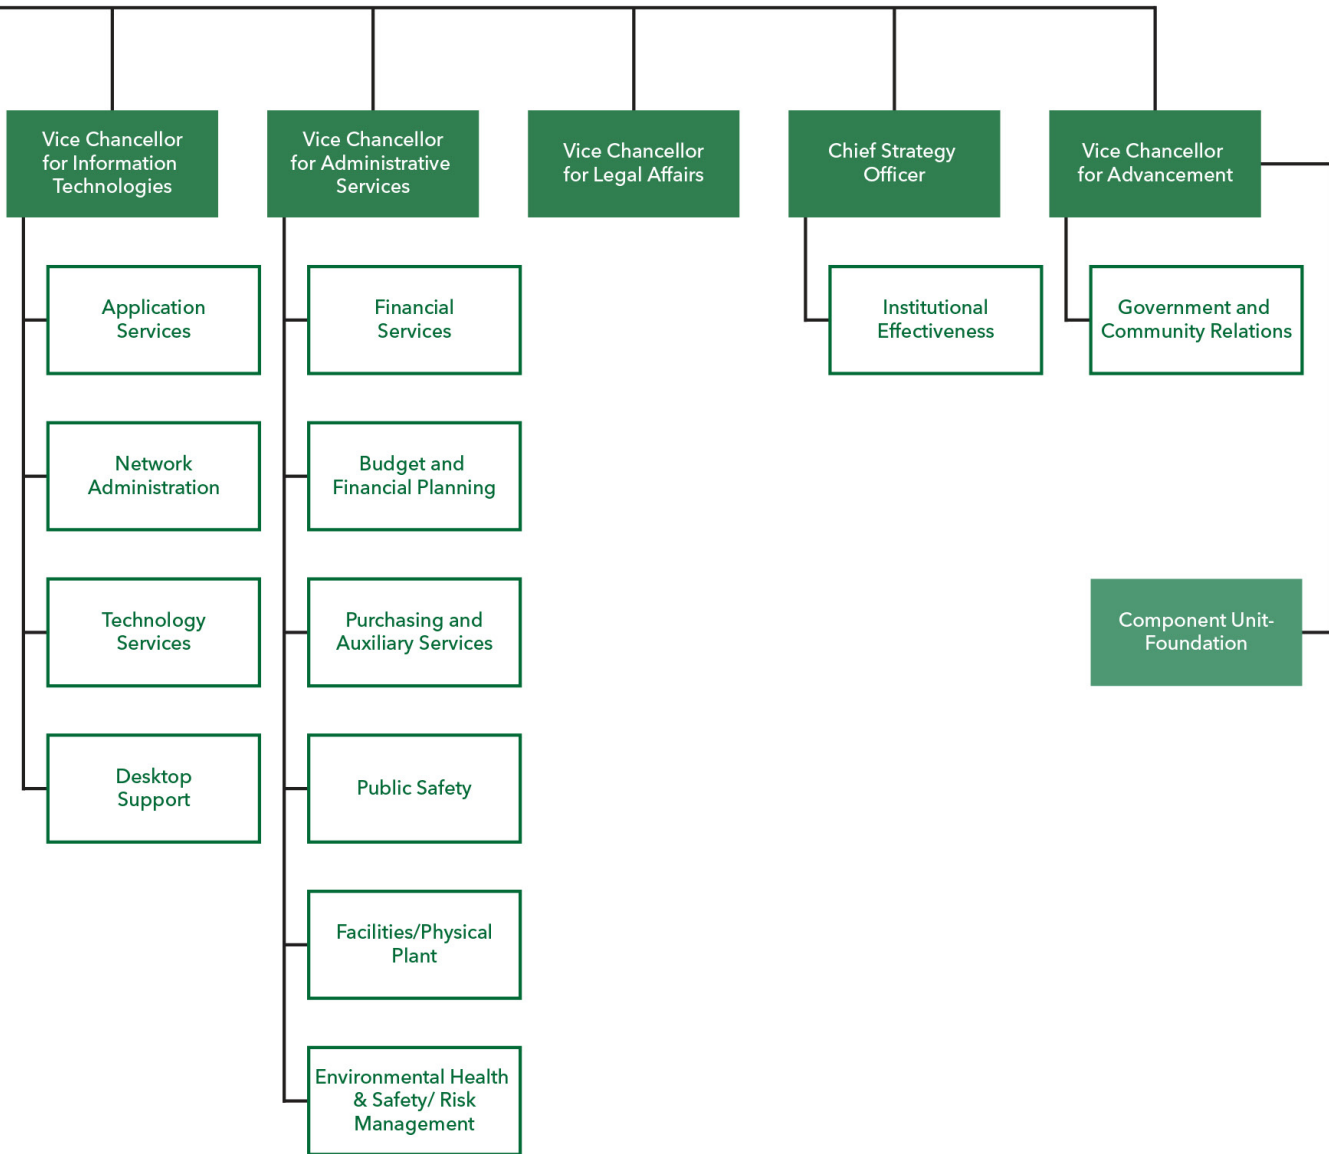 Vice Chancellor
for Information
Technologies
Vice Chancellor
for Administrative
Services
Vice Chancellor
for Legal Affairs
Chief Strategy
Officer
Vice Chancellor
for Advancement
Application
Services
Financial
Services
Institutional
Effectiveness
Government and
Community Relations
Network
Administration
Budget and
Financial Planning
Technology
Services
Purchasing and
Auxiliary Services
Component Unit-
Foundation
Desktop
Support
Public Safety
Facilities/Physical
Plant
Environmental Health
& Safety/ Risk
Management